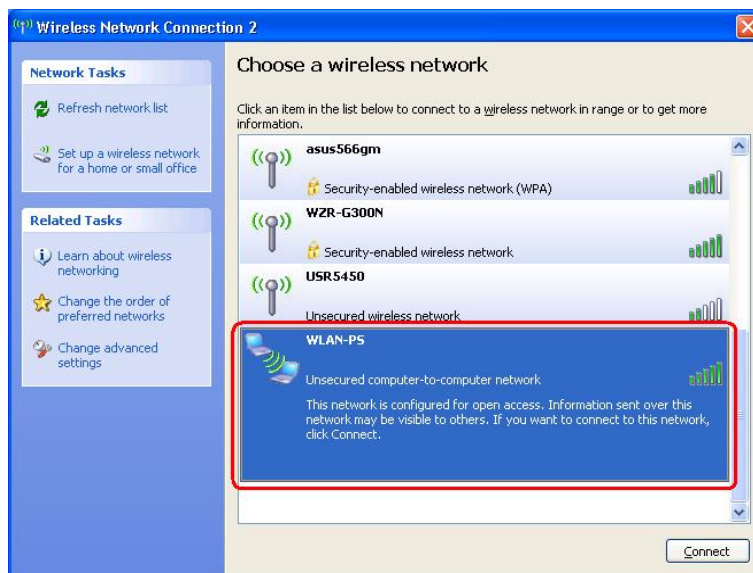 Wireless Network Connection 2
Network Tasks
Refresh network list
Set up a wireless network
for a home or small office
Related Tasks
Learn about wireless
networking
Change the order of
preferred networks
Change advanced
settings
Choose a wireless network
Click an item in the list below to connect to a wireless network in range or to get more
information.
asus566gm
Security-enabled wireless network (WPA)
WZR-G300N
Security-enabled wireless network
USR5450
Unsecured wireless network
WLAN-PS
Unsecured computer-to-computer network
This network is configured for open access. Information sent over this
network may be visible to others. If you want to connect to this network,
click Connect.
Connect